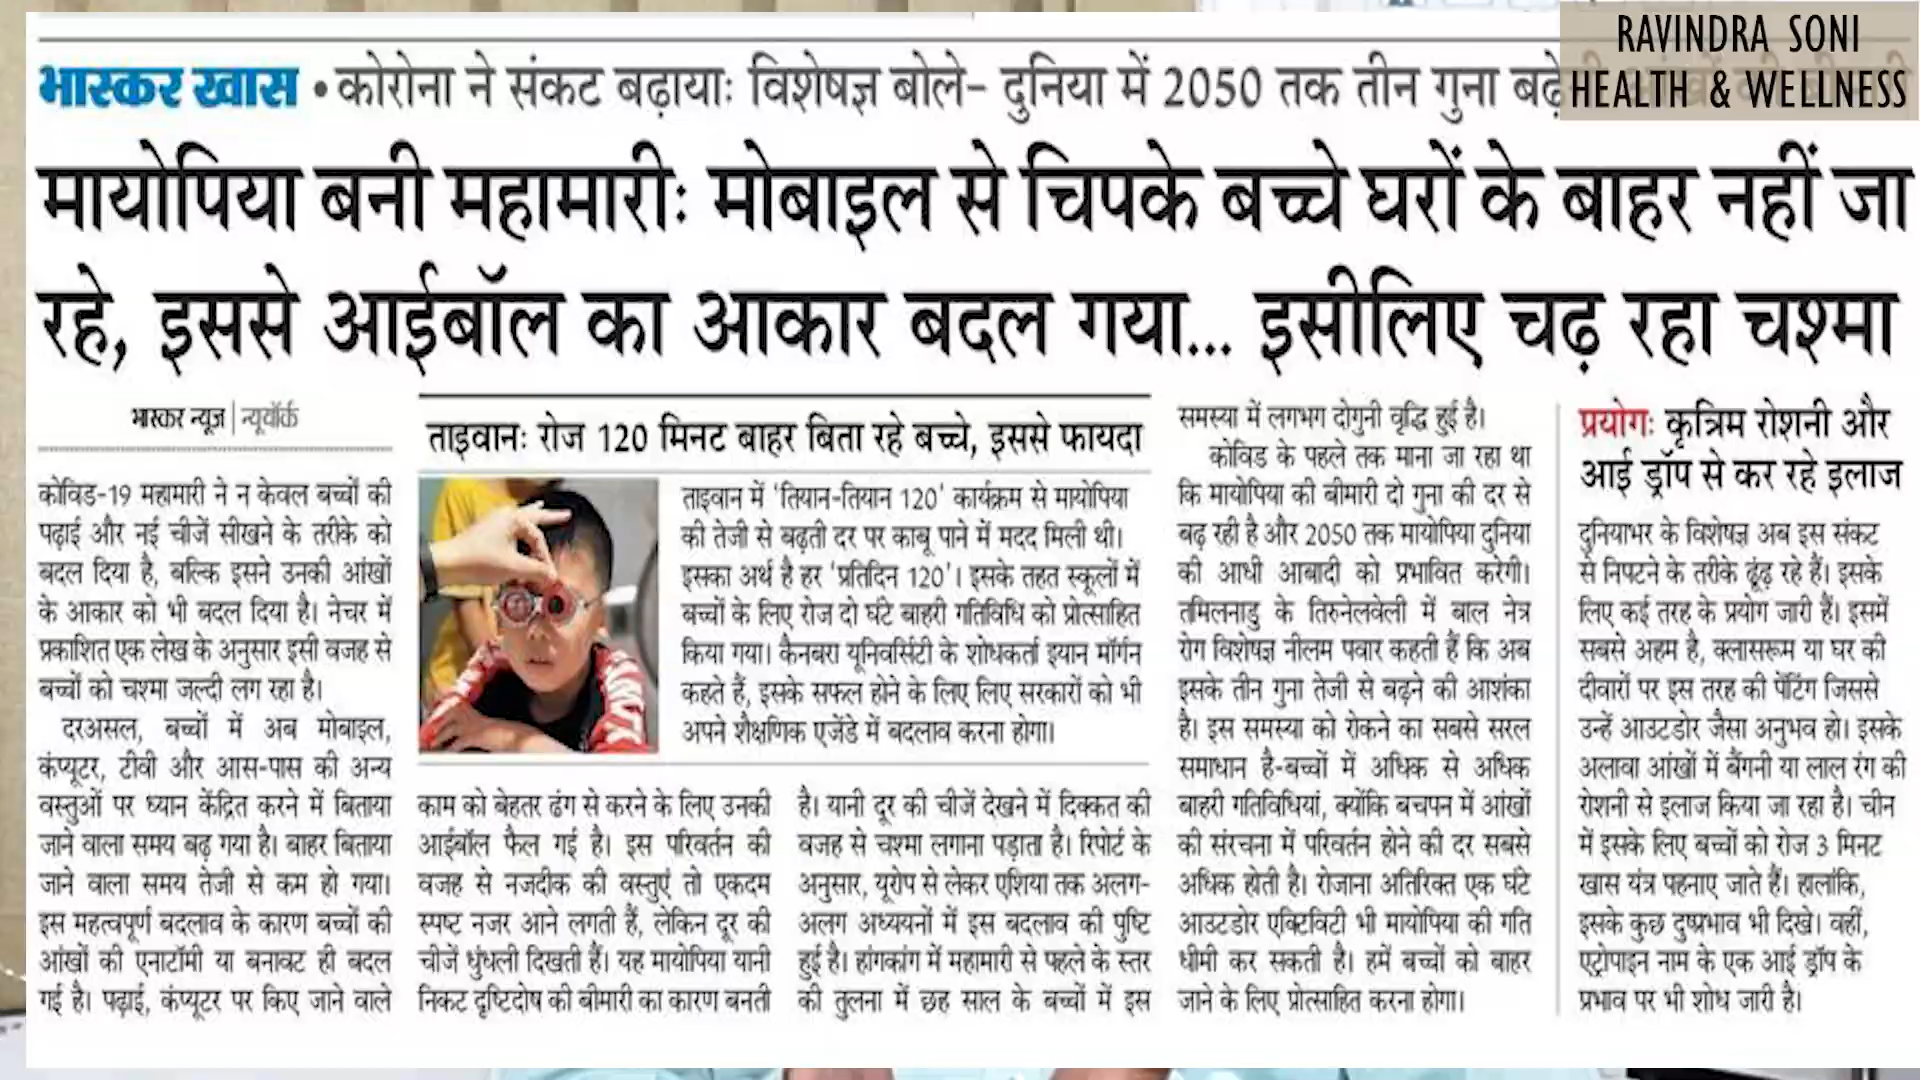 RAVINDRA SONI
HEALTH & WELLNESS
भास्कर खास • कोरोना ने संकट बढ़ाया: विशेषज्ञ बोले- दुनिया में 2050 तक तीन गुना
मायोपिया बनी महामारी: मोबाइल से चिपके बच्चे घरों के बाहर नहीं जा
रहे, इससे आईबॉल का आकार बदल गया... इसीलिए चढ़ रहा चश्मा
भास्कर न्यूज | न्यूयॉर्क
कोविड-19 महामारी ने न केवल बच्चों की
पढ़ाई और नई चीजें सीखने के तरीके को
बदल दिया है, बल्कि इसने उनकी आंखों
के आकार को भी बदल दिया है। नेचर में
प्रकाशित एक लेख के अनुसार इसी वजह से
बच्चों को चश्मा जल्दी लग रहा है।
दरअसल, बच्चों में अब मोबाइल,
कंप्यूटर, टीवी और आस-पास की अन्य
वस्तुओं पर ध्यान केंद्रित करने में बिताया
जाने वाला समय बढ़ गया है। बाहर बिताया
जाने वाला समय तेजी से कम हो गया।
इस महत्वपूर्ण बदलाव के कारण बच्चों की
आंखों की एनाटॉमी या बनावट ही बदल
गई है। पढ़ाई, कंप्यूटर पर किए जाने वाले
ताइवान: रोज 120 मिनट बाहर बिता रहे बच्चे, इससे फायदा
ताइवान में 'तियान-तियान 120' कार्यक्रम से मायोपिया
की तेजी से बढ़ती दर पर काबू पाने में मदद मिली थी।
इसका अर्थ है हर 'प्रतिदिन 120'। इसके तहत स्कूलों में
बच्चों के लिए रोज दो घंटे बाहरी गतिविधि को प्रोत्साहित
किया गया। कैनबरा यूनिवर्सिटी के शोधकर्ता इयान मॉर्गन
कहते हैं, इसके सफल होने के लिए लिए सरकारों को भी
अपने शैक्षणिक एजेंडे में बदलाव करना होगा।
काम को बेहतर ढंग से करने के लिए उनकी
आईबॉल फैल गई है। इस परिवर्तन की
वजह से नजदीक की वस्तुएं तो एकदम
स्पष्ट नजर आने लगती हैं, लेकिन दूर की
चीजें धुंधली दिखती हैं। यह मायोपिया यानी
निकट दृष्टिदोष की बीमारी का कारण बनती
है। यानी दूर की चीजें देखने में दिक्कत की
वजह से चश्मा लगाना पड़ाता है। रिपोर्ट के
अनुसार, यूरोप से लेकर एशिया तक अलग-
अलग अध्ययनों में इस बदलाव की पुष्टि
हुई है। हांगकांग में महामारी से पहले के स्तर
की तुलना में छह साल के बच्चों में इस
समस्या में लगभग दोगुनी वृद्धि हुई है।
कोविड के पहले तक माना जा रहा था
कि मायोपिया की बीमारी दो गुना की दर से
बढ़ रही है और 2050 तक मायोपिया दुनिया
की आधी आबादी को प्रभावित करेगी।
तमिलनाडु के तिरुनेलवेली में बाल नेत्र
रोग विशेषज्ञ नीलम पवार कहती हैं कि अब
इसके तीन गुना तेजी से बढ़ने की आशंका
है। इस समस्या को रोकने का सबसे सरल
समाधान है-बच्चों में अधिक से अधिक
बाहरी गतिविधियां, क्योंकि बचपन में आंखों
की संरचना में परिवर्तन होने की दर सबसे
अधिक होती है। रोजाना अतिरिक्त एक घंटे
आउटडोर एक्टिविटी भी मायोपिया की गति
धीमी कर सकती है। हमें बच्चों को बाहर
जाने के लिए प्रोत्साहित करना होगा।
प्रयोग: कृत्रिम रोशनी और
आई ड्रॉप से कर रहे इलाज
दुनियाभर के विशेषज्ञ अब इस संकट
से निपटने के तरीके ढूंढ़ रहे हैं। इसके
लिए कई तरह के प्रयोग जारी हैं। इसमें
सबसे अहम है, क्लासरूम या घर की
दीवारों पर इस तरह की पेंटिंग जिससे
उन्हें आउटडोर जैसा अनुभव हो। इसके
अलावा आंखों में बैंगनी या लाल रंग की
रोशनी से इलाज किया जा रहा है। चीन
में इसके लिए बच्चों को रोज 3 मिनट
खास यंत्र पहनाए जाते हैं। हालांकि,
इसके कुछ दुष्प्रभाव भी दिखे। वहीं,
एट्रोपाइन नाम के एक आई ड्रॉप के
प्रभाव पर भी शोध जारी है।